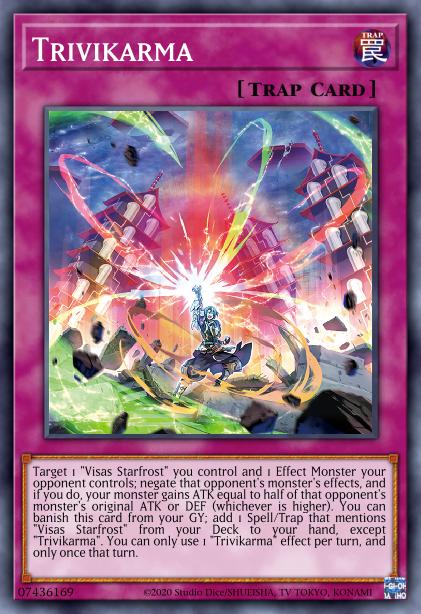 TRIVIKARMA
TRAP
罠
[TRAP CARD]
Target 1 "Visas Starfrost" you control and 1 Effect Monster your
opponent controls; negate that opponent's monster's effects, and
if you do, your monster gains ATK equal to half of that opponent's
monster's original ATK or DEF (whichever is higher). You can
banish this card from your GY; add 1 Spell/Trap that mentions
"Visas Starfrost" from your Deck to your hand, except
"Trivikarma". You can only use 1 "Trivikarma" effect per turn, and
only once that turn.
07436169 ©2020 Studio Dice/SHUEISHA, TV TOKYO, KONAMI